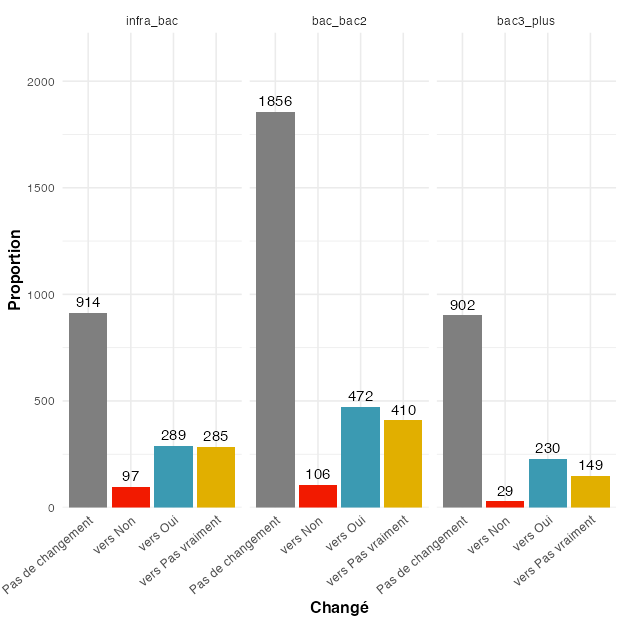 infra_bac bac_bac2 bac3_plus
2000
1500
1000
500
0
Proportion
914 97 289 285
1856 106 472 410
902 29 230 149
Pas de changement vers Non vers Oui vers Pas vraiment
Pas de changement vers Non vers Oui vers Pas vraiment
Pas de changement vers Non vers Oui vers Pas vraiment
Changé